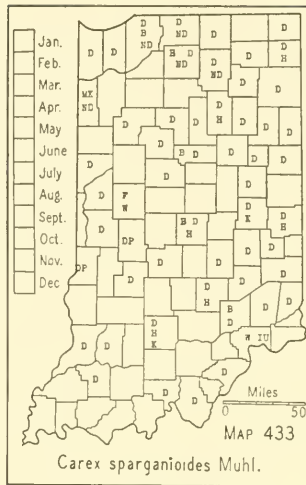 Jan.
Feb.
Mar.
Apr.
May
June
July
Aug.
Sept.
Oct.
Nov.
Dec
D D D B ND D ND D D D H
B ND D D ND D
MK ND
D D D D H D D
D B D D D D
D D
D F W D K D H
B H
D DP D D D
DP D D D
D H B D D D
D H K W IU
D D D
D D D
Miles
0 50
MAP 433
Carex sparganioides Muhl.